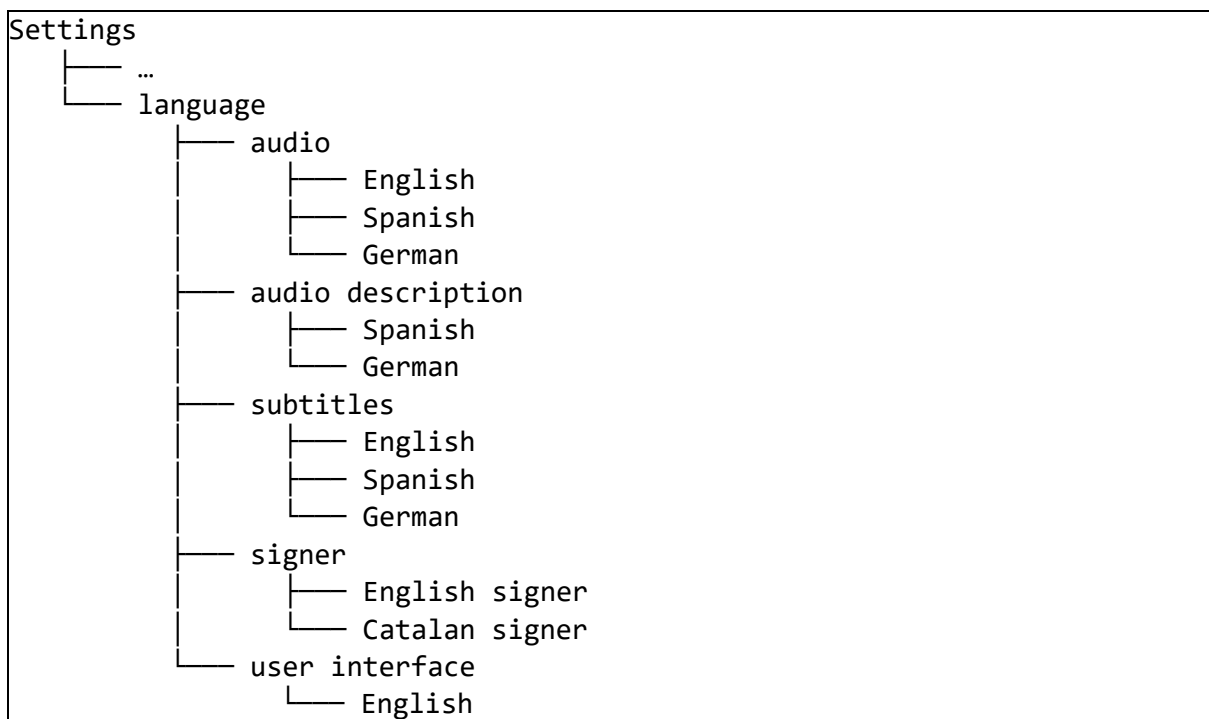 Settings
├─── …
└─── language
├─── audio
│ ├─── English
│ ├─── Spanish
│ └─── German
├─── audio description
│ ├─── Spanish
│ └─── German
├─── subtitles
│ ├─── English
│ ├─── Spanish
│ └─── German
├─── signer
│ ├─── English signer
│ └─── Catalan signer
└─── user interface
└─── English